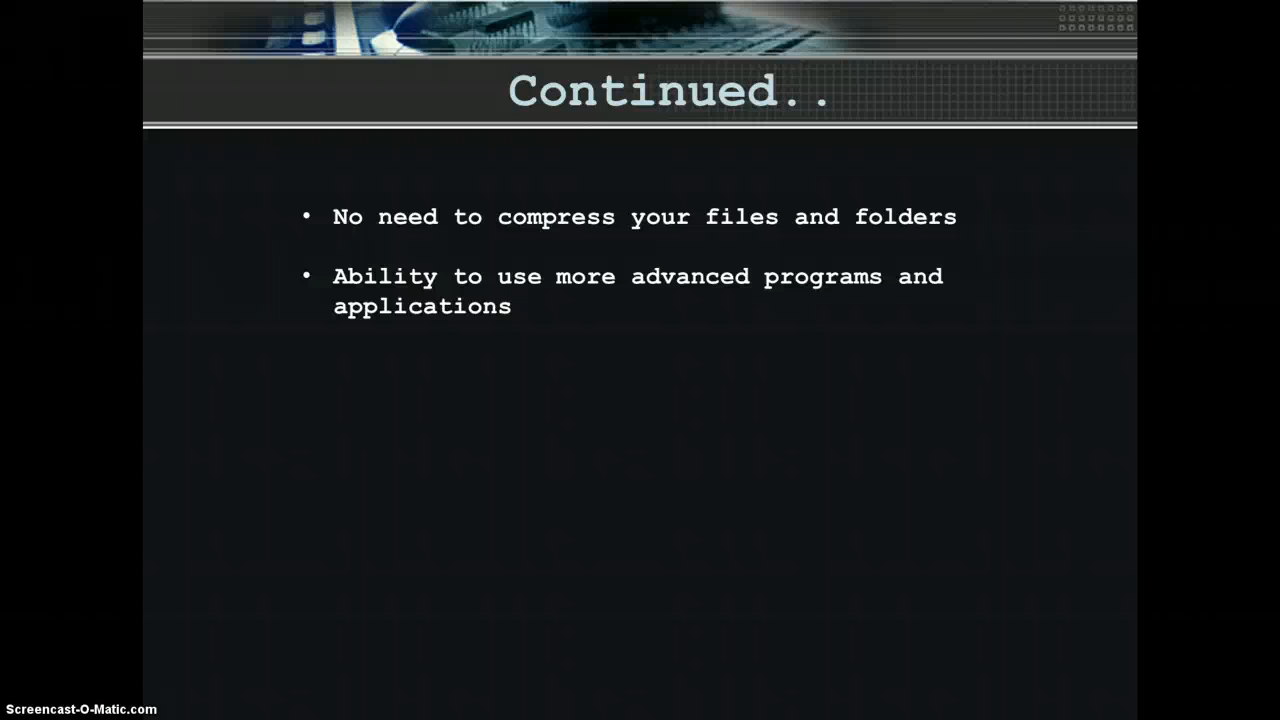 Continued..
• No need to compress your files and folders
• Ability to use more advanced programs and
applications
Screencast-O-Matic.com